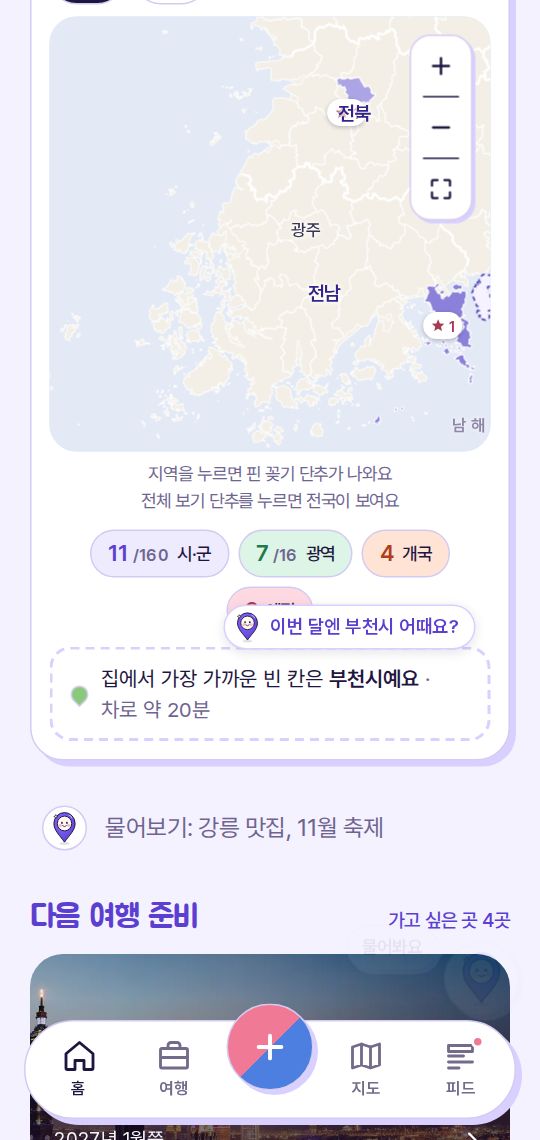 전북
광주
전남
★ 1
남 해
지역을 누르면 핀 꽂기 단추가 나와요
전체 보기 단추를 누르면 전국이 보여요
11 /160 시·군
7 /16 광역
4 개국
이번 달엔 부천시 어때요?
집에서 가장 가까운 빈 칸은 부천시예요 ·
차로 약 20분
물어보기: 강릉 맛집, 11월 축제
다음 여행 준비
가고 싶은 곳 4곳
물어봐요
홈
여행
지도
피드